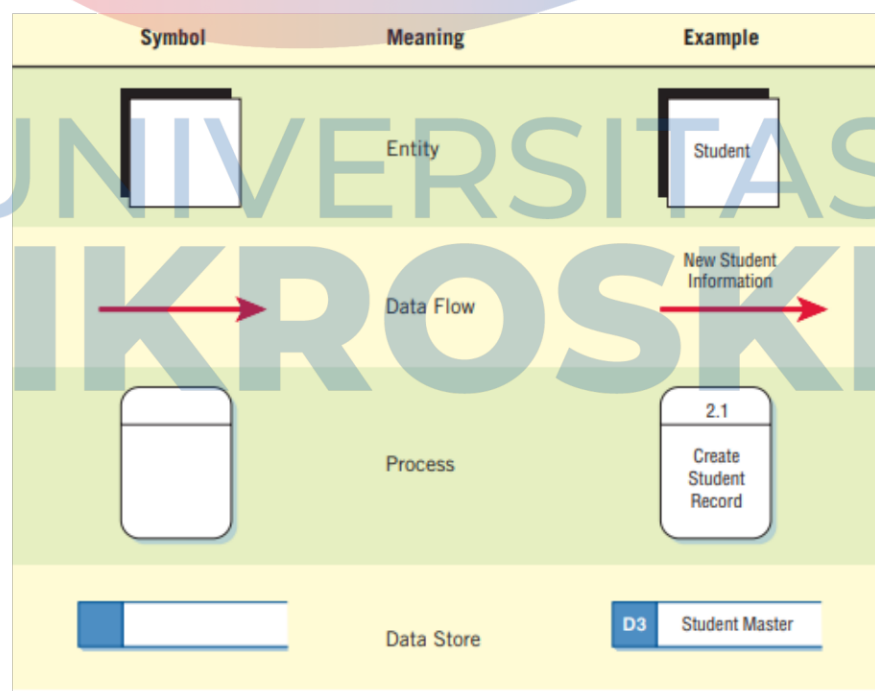 Symbol Meaning Example
Entity
Student
UNIVERSITAS
New Student
Information
Data Flow
MIKROSKIL
2.1
Process
Create
Student
Record
Data Store
D3 Student Master